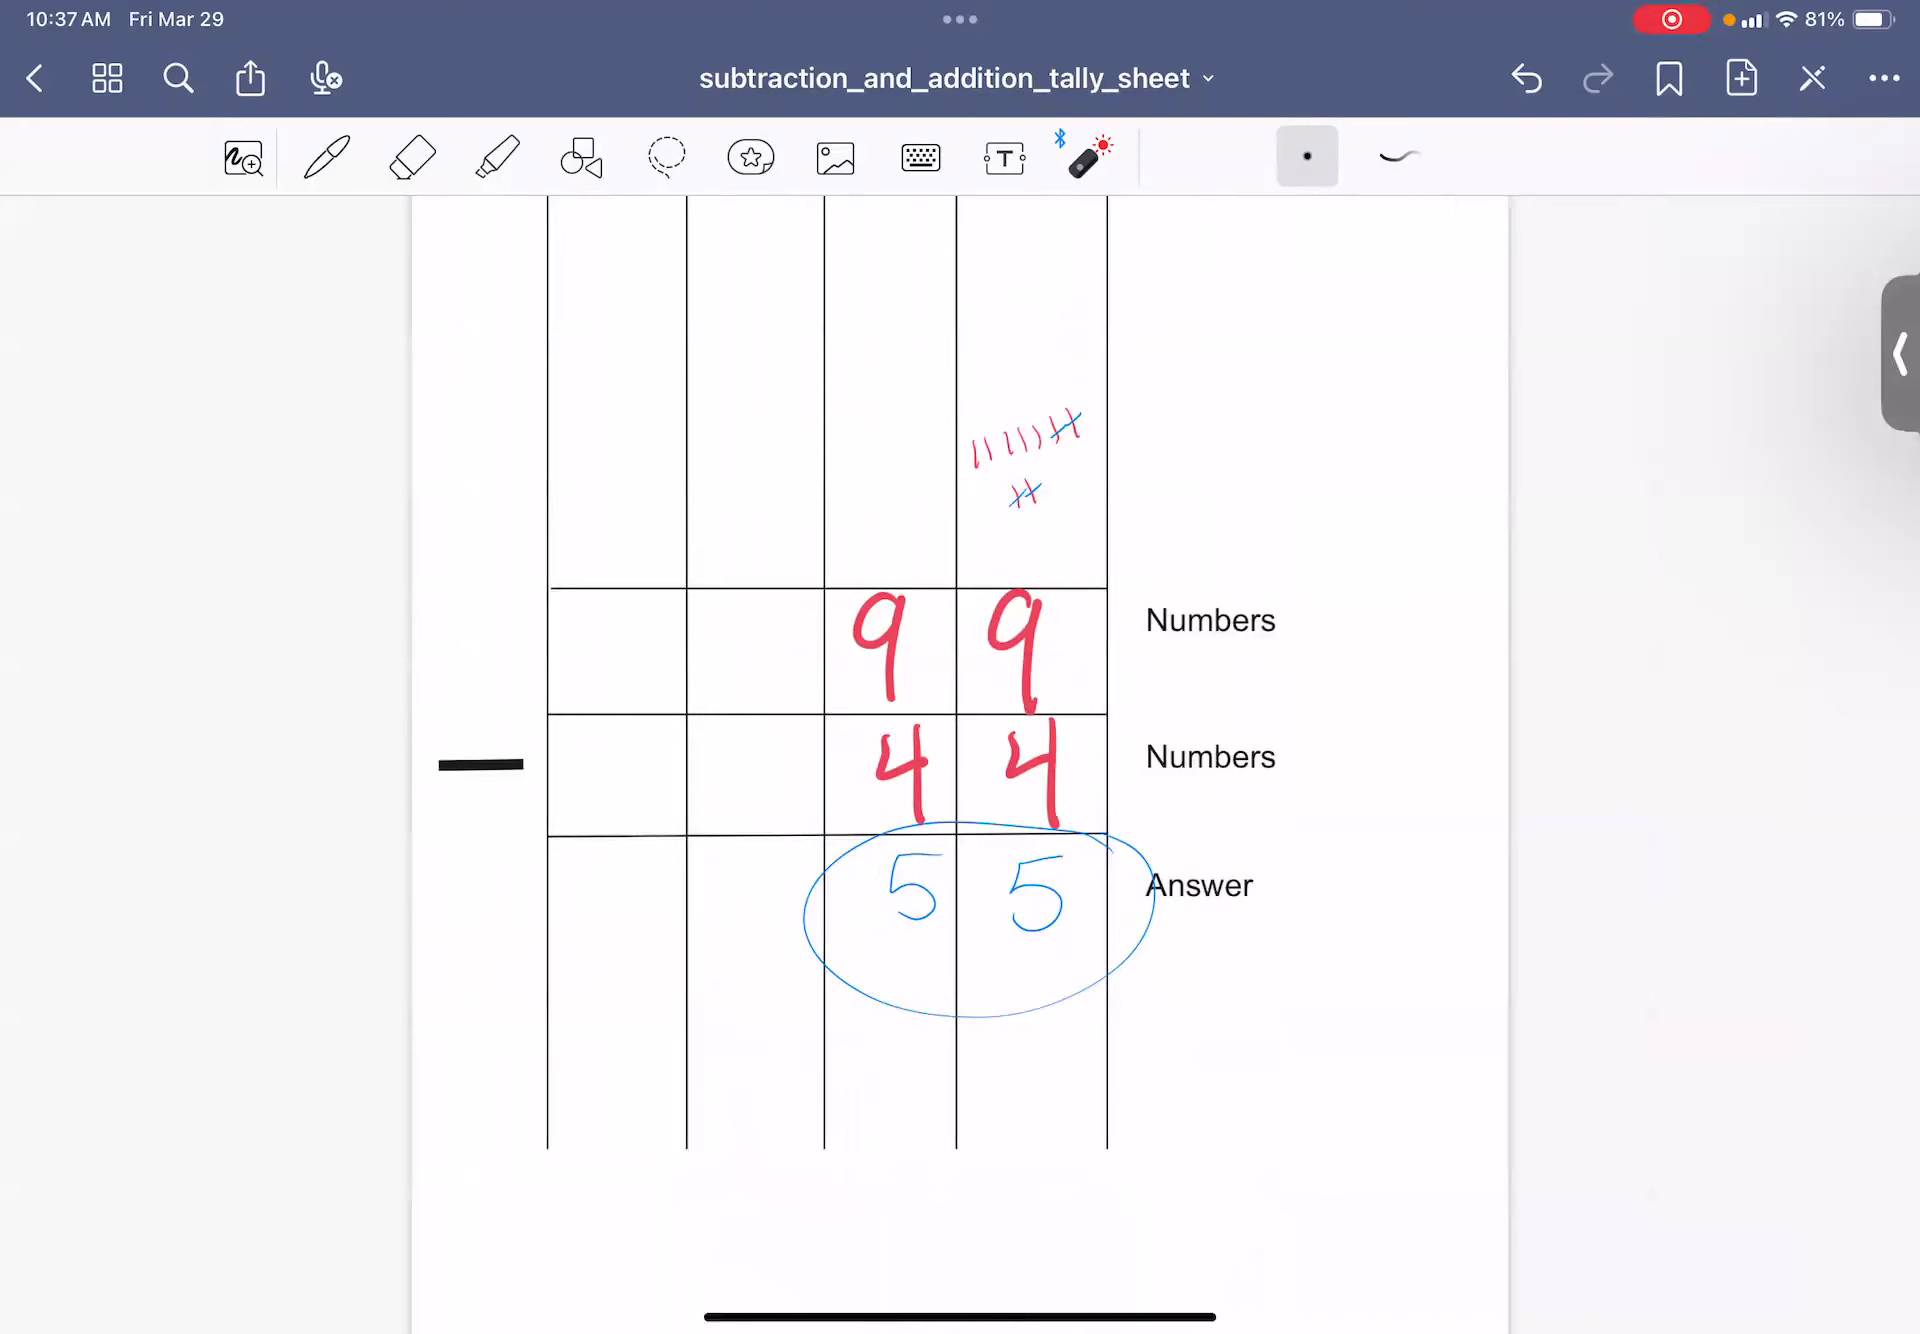 10:37 AM Fri Mar 29
81%
subtraction_and_addition_tally_sheet
T
9 9 Numbers
4 4 Numbers
5 5 Answer